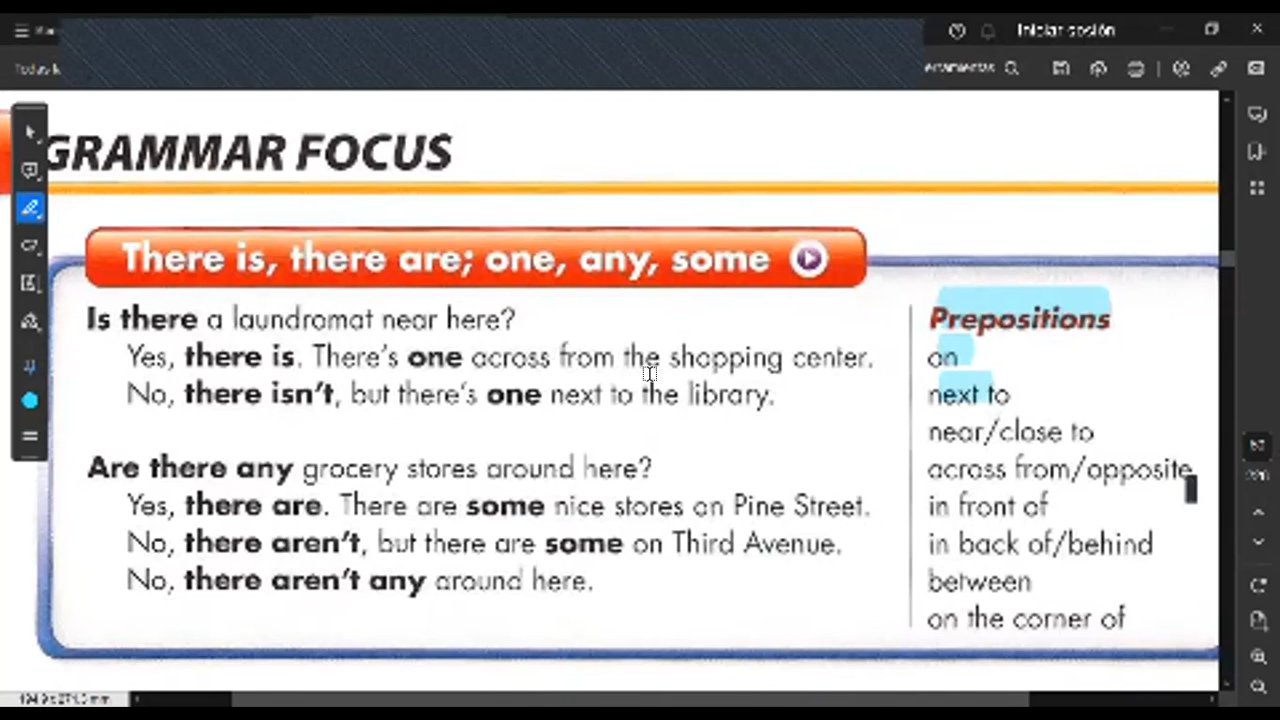 Iniciar sesión
GRAMMAR FOCUS
There is, there are; one, any, some
Is there a laundromat near here?
Yes, there is. There's one across from the shopping center.
No, there isn't, but there's one next to the library.
Are there any grocery stores around here?
Yes, there are. There are some nice stores on Pine Street.
No, there aren't, but there are some on Third Avenue.
No, there aren't any around here.
Prepositions
on
next to
near/close to
across from/opposite
in front of
in back of/behind
between
on the corner of